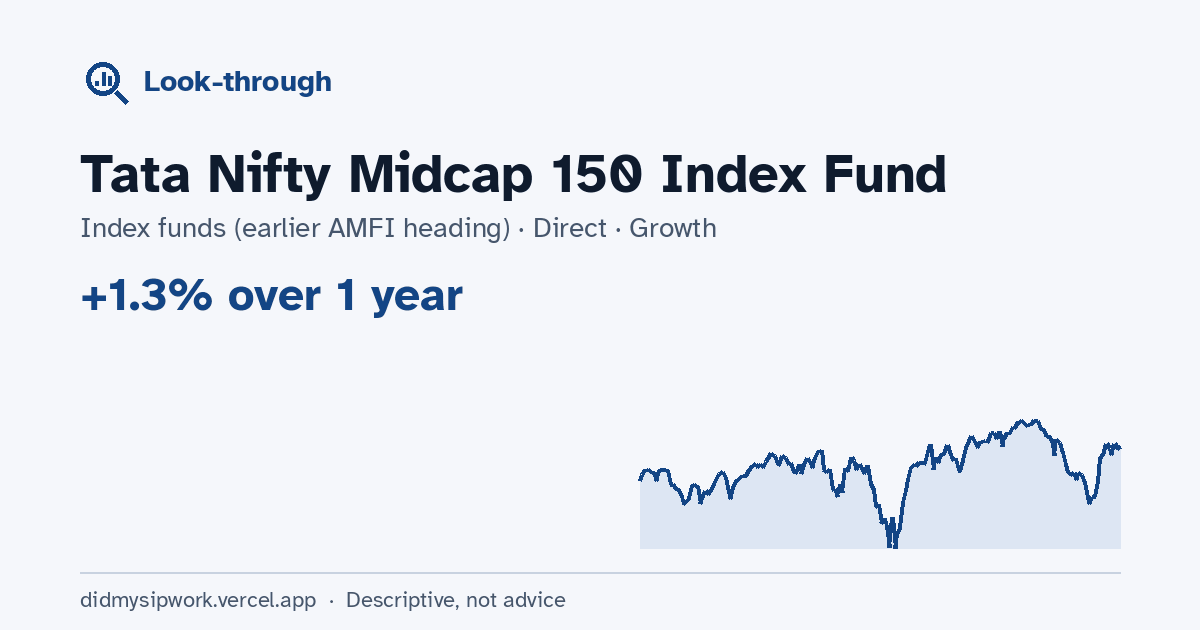 Look-through
Tata Nifty Midcap 150 Index Fund
Index funds (earlier AMFI heading) · Direct · Growth
+1.3% over 1 year
didmysipwork.vercel.app · Descriptive, not advice